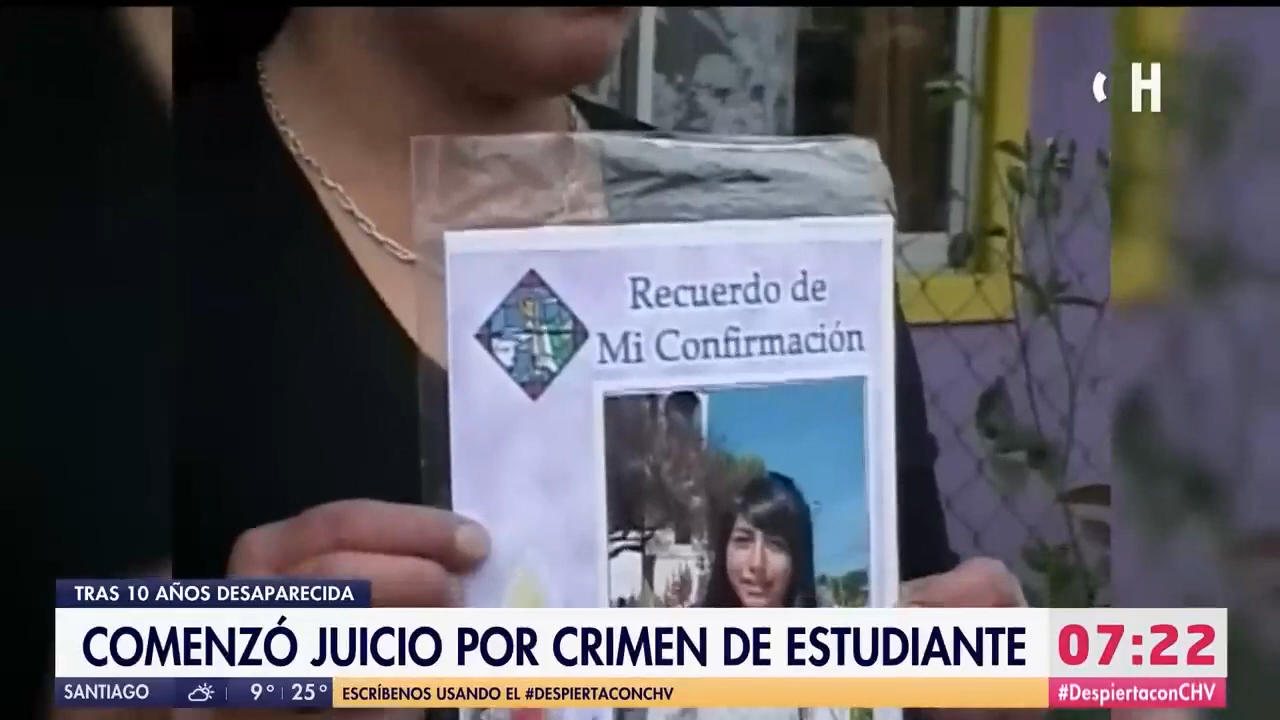 H
Recuerdo de
Mi Confirmación
TRAS 10 AÑOS DESAPARECIDA
COMENZÓ JUICIO POR CRIMEN DE ESTUDIANTE
07:22
SANTIAGO 9° 25° ESCRÍBENOS USANDO EL #DESPIERTACONCHV
#DespiertaconCHV